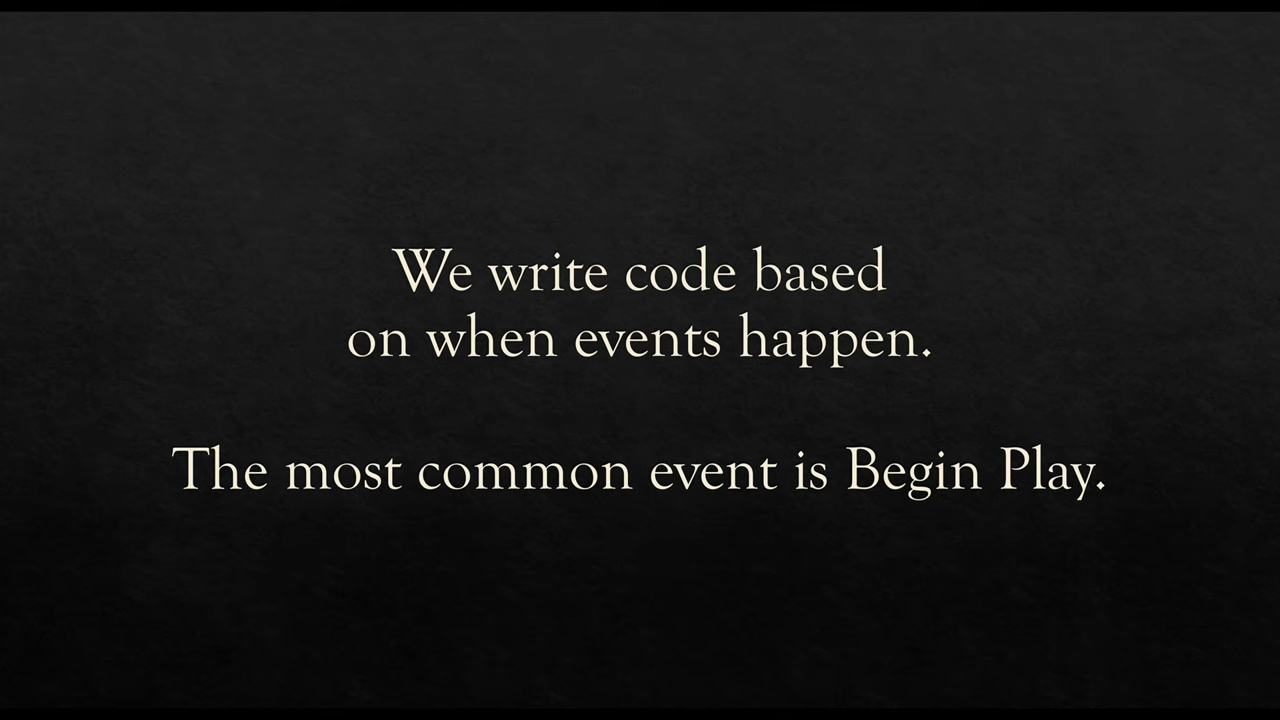 We write code based
on when events happen.
The most common event is Begin Play.